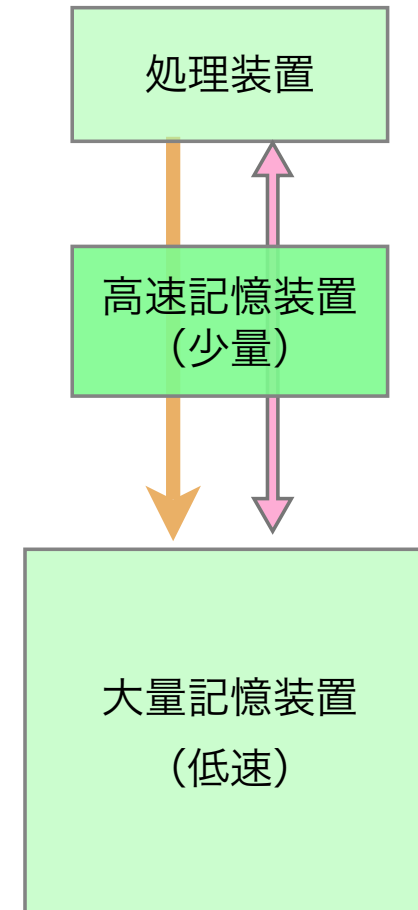 処理装置
高速記憶装置
（少量）
大量記憶装置
（低速）